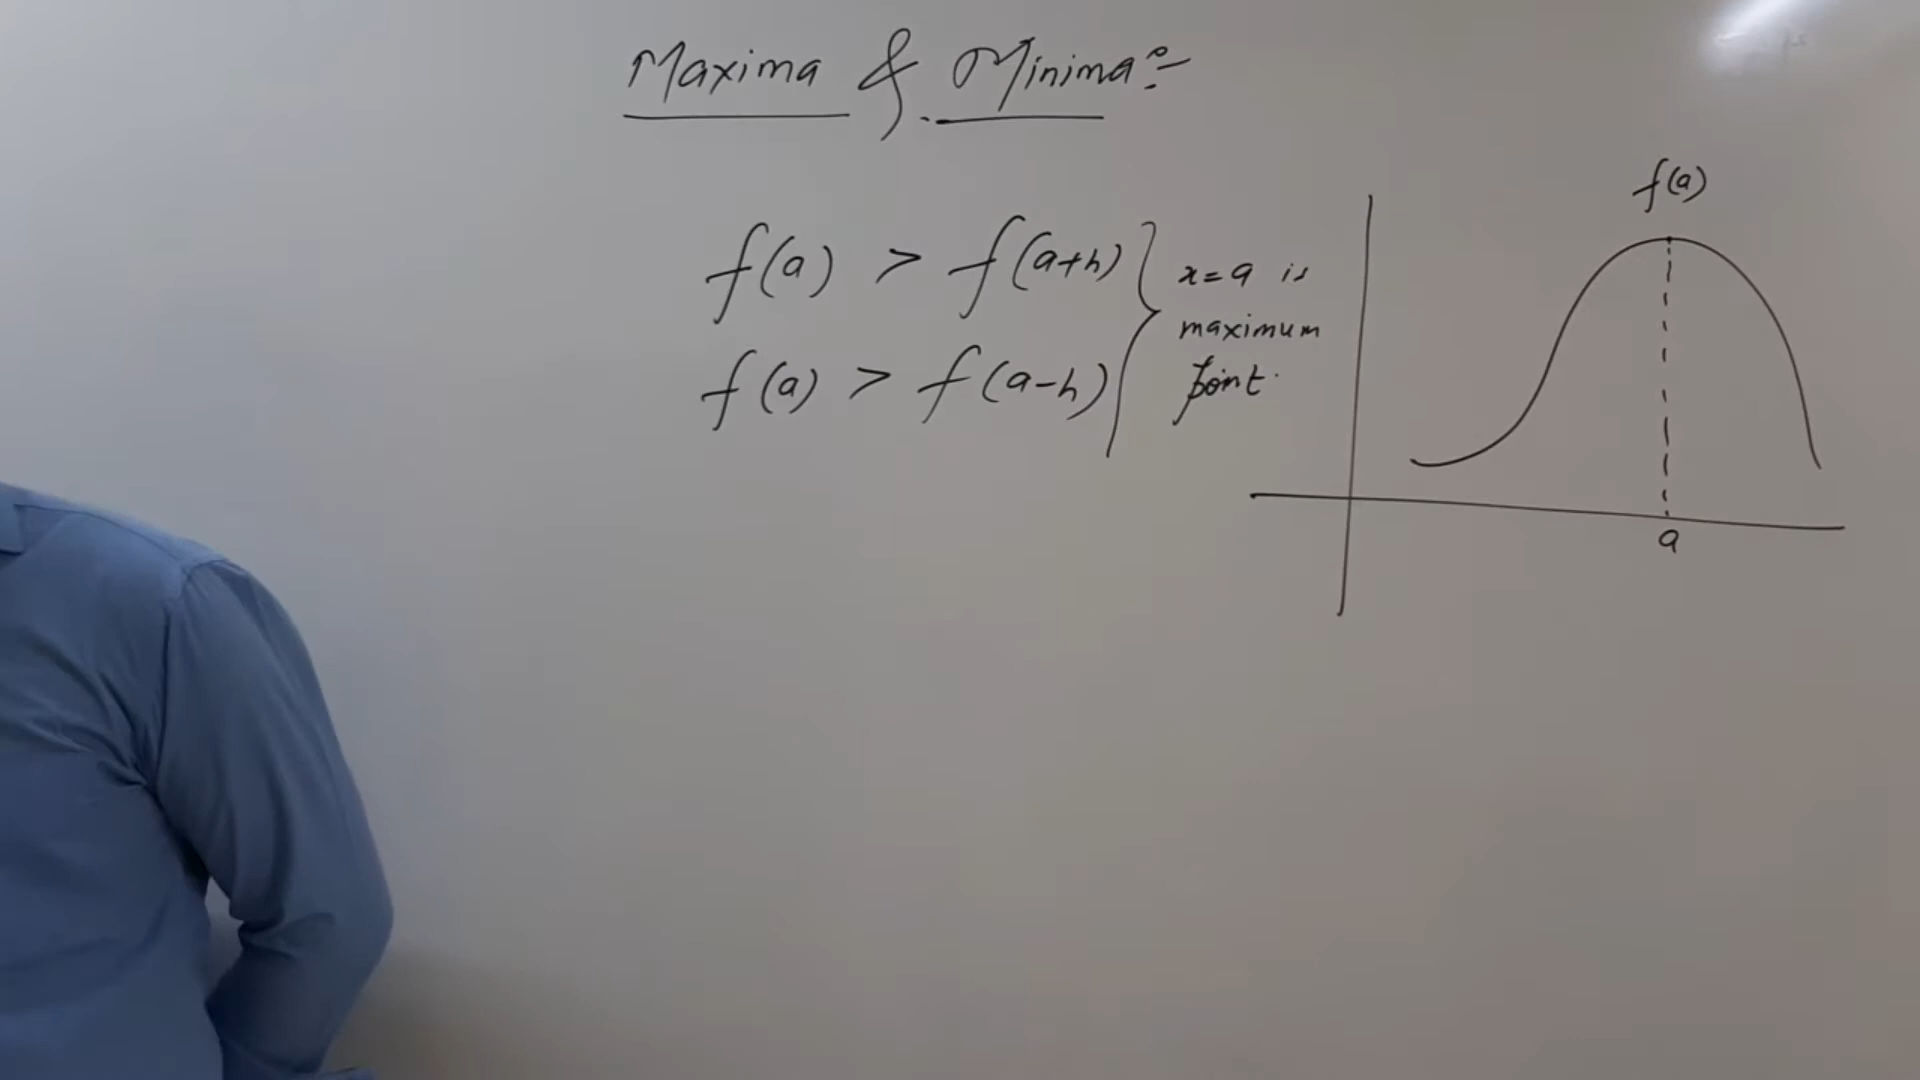 Maxima & Minima:-
f(a) > f(a+h)
f(a) > f(a-h)
x=a is
maximum
point.
f(a)
a